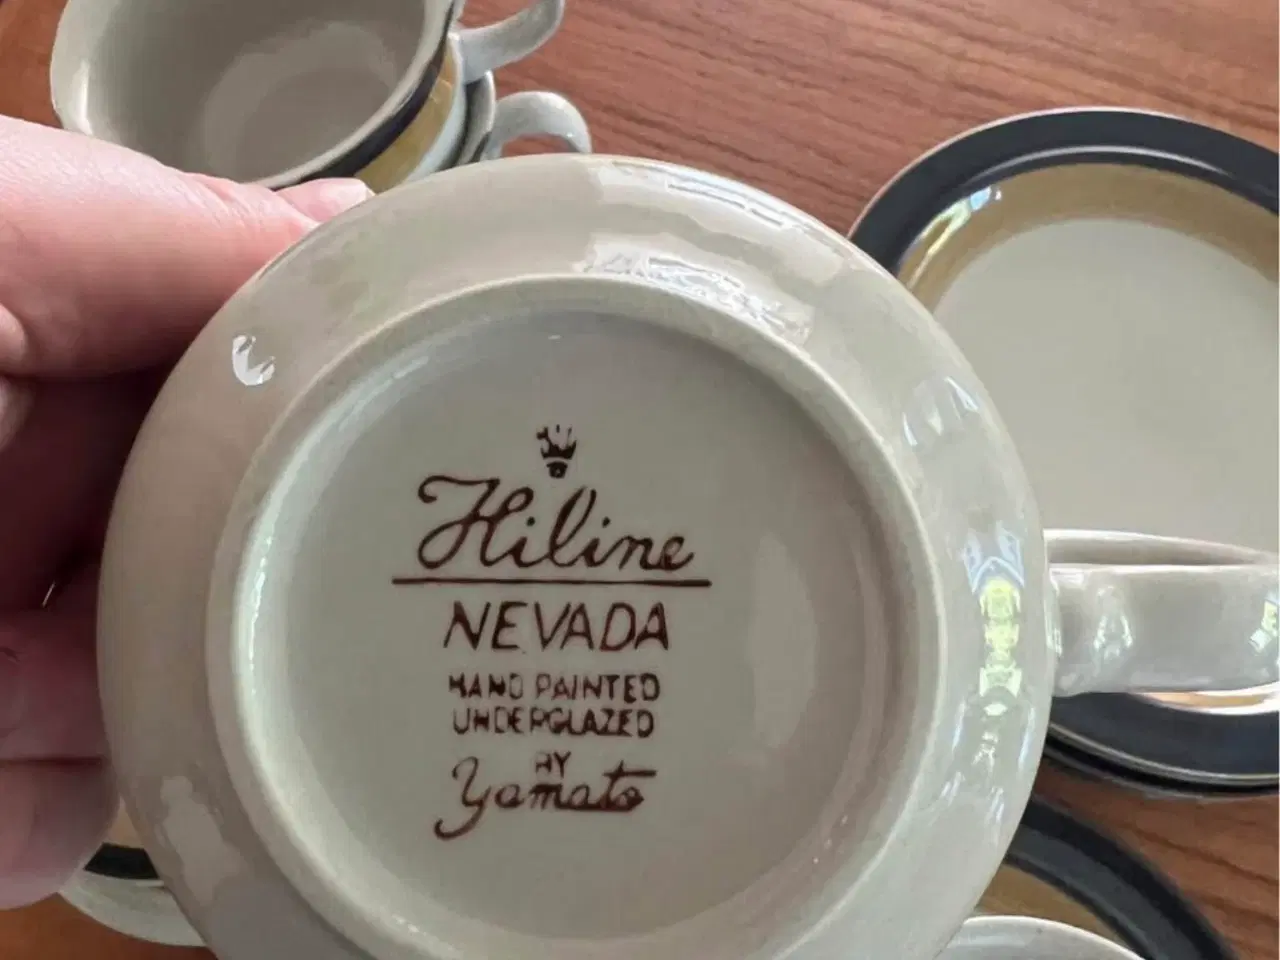 Hiline
NEVADA
HAND PAINTED
UNDERGLAZED
BY
Yamato